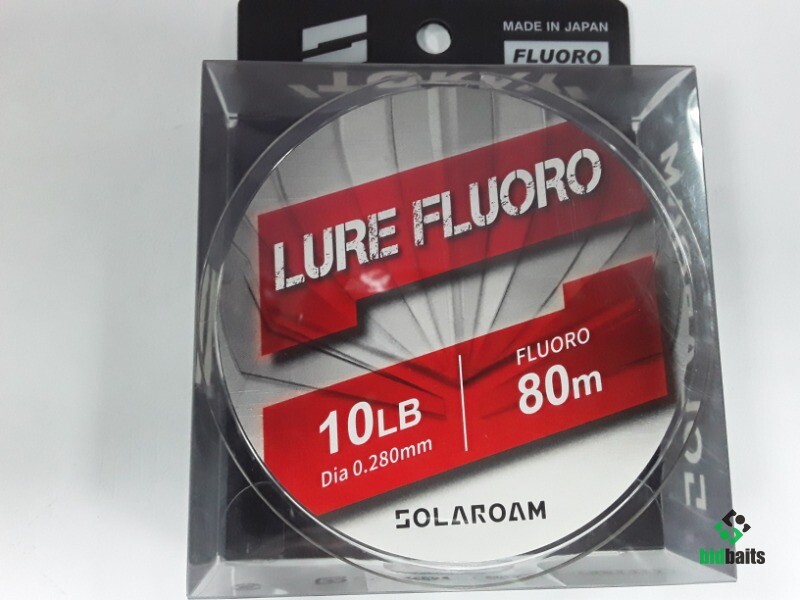 MADE IN JAPAN
FLUORO
LURE FLUORO
FLUORO
80m
10LB
Dia 0.280mm
SOLAROAM
bidbaits